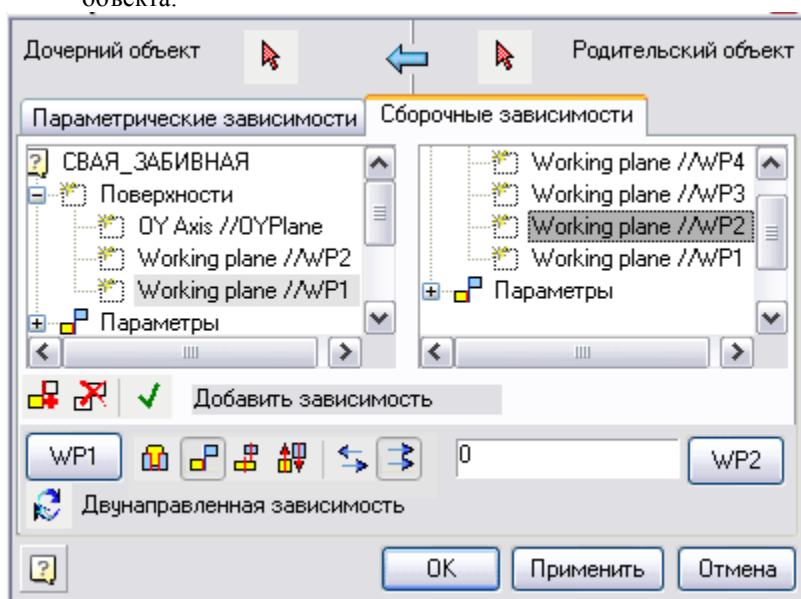 объекта.
Дочерний объект
Родительский объект
Параметрические зависимости
Сборочные зависимости
СВАЯ_ЗАБИВНАЯ
Поверхности
OY Axis //OYPlane
Working plane //WP2
Working plane //WP1
Параметры
Working plane //WP4
Working plane //WP3
Working plane //WP2
Working plane //WP1
Параметры
Добавить зависимость
WP1
0
WP2
Двунаправленная зависимость
OK
Применить
Отмена